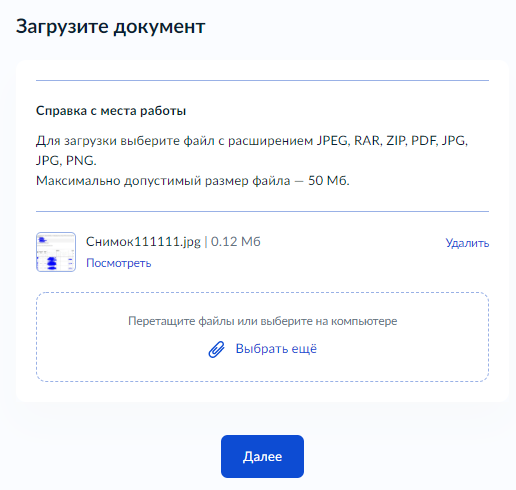 Загрузите документ
Справка с места работы
Для загрузки выберите файл с расширением JPEG, RAR, ZIP, PDF, JPG,
JPG, PNG.
Максимально допустимый размер файла — 50 Мб.
Снимок111111.jpg | 0.12 Мб
Удалить
Посмотреть
Перетащите файлы или выберите на компьютере
Выбрать ещё
Далее